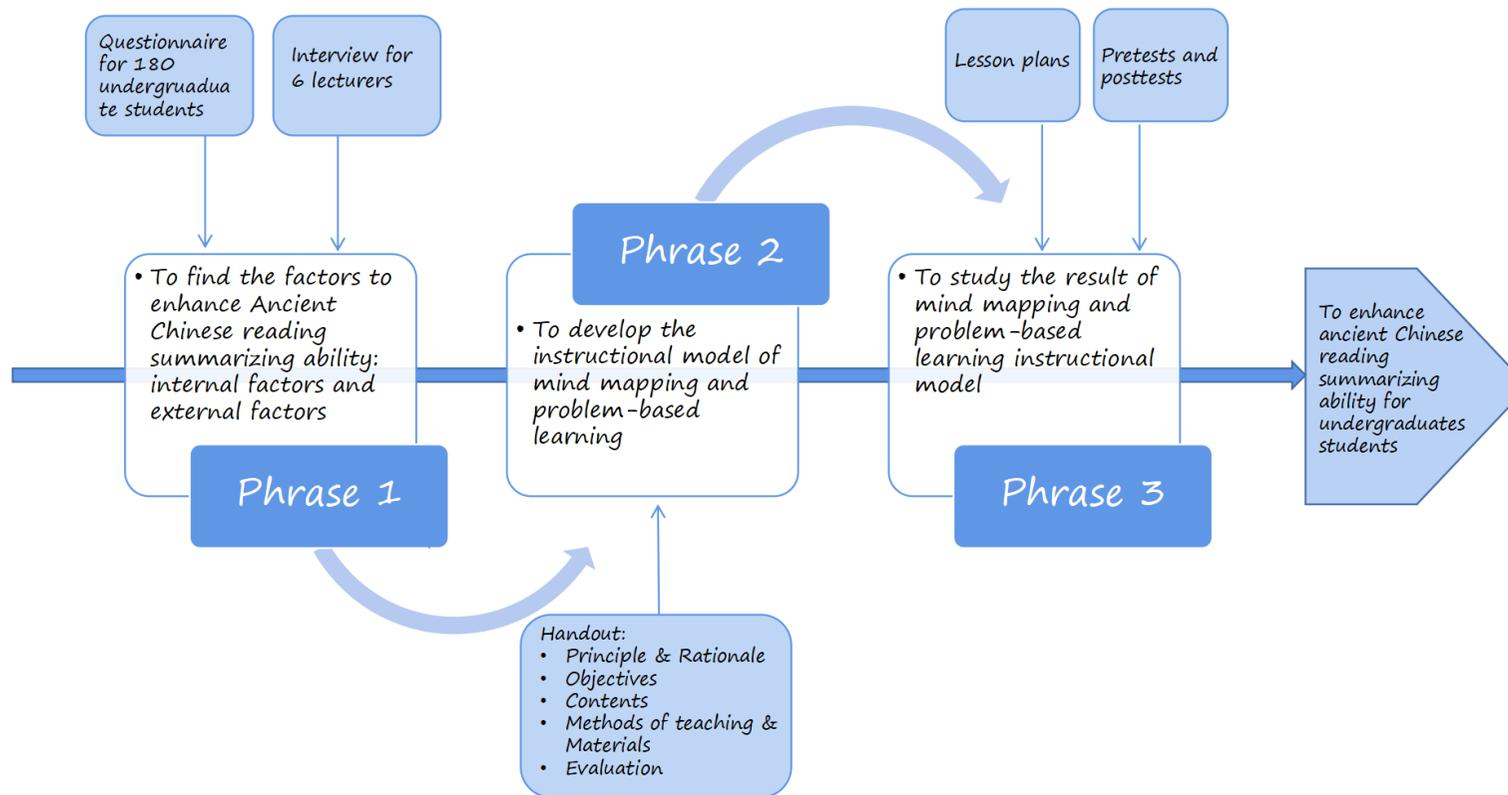 Questionnaire
for 180
undergruadua
te students
Interview for
6 lecturers
• To find the factors to
enhance Ancient
Chinese reading
summarizing ability:
internal factors and
external factors
Phrase 1
Phrase 2
• To develop the
instructional model of
mind mapping and
problem-based
learning
Handout:
• Principle & Rationale
• Objectives
• Contents
• Methods of teaching &
Materials
• Evaluation
Lesson plans
Pretests and
posttests
• To study the result of
mind mapping and
problem-based
learning instructional
model
Phrase 3
To enhance
ancient Chinese
reading
summarizing
ability for
undergraduates
students